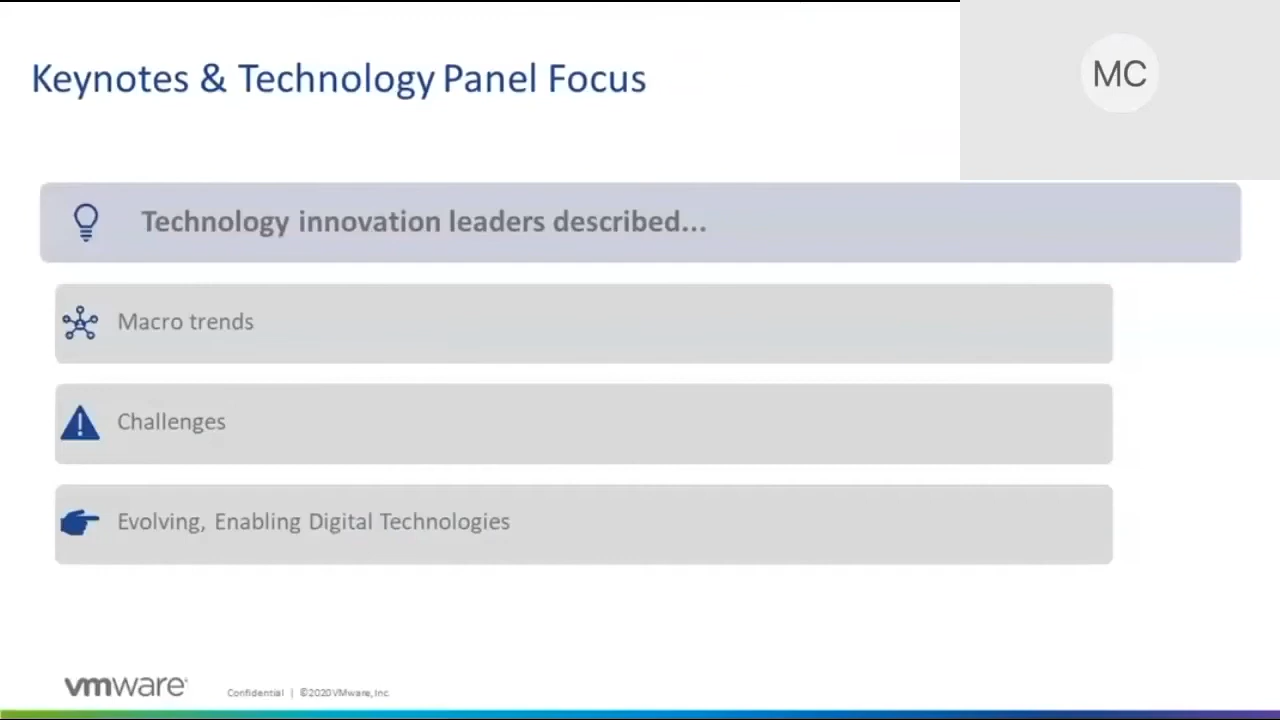 Keynotes & Technology Panel Focus
MC
Technology innovation leaders described...
Macro trends
Challenges
Evolving, Enabling Digital Technologies
vmware
Confidential | ©2020 VMware, Inc.